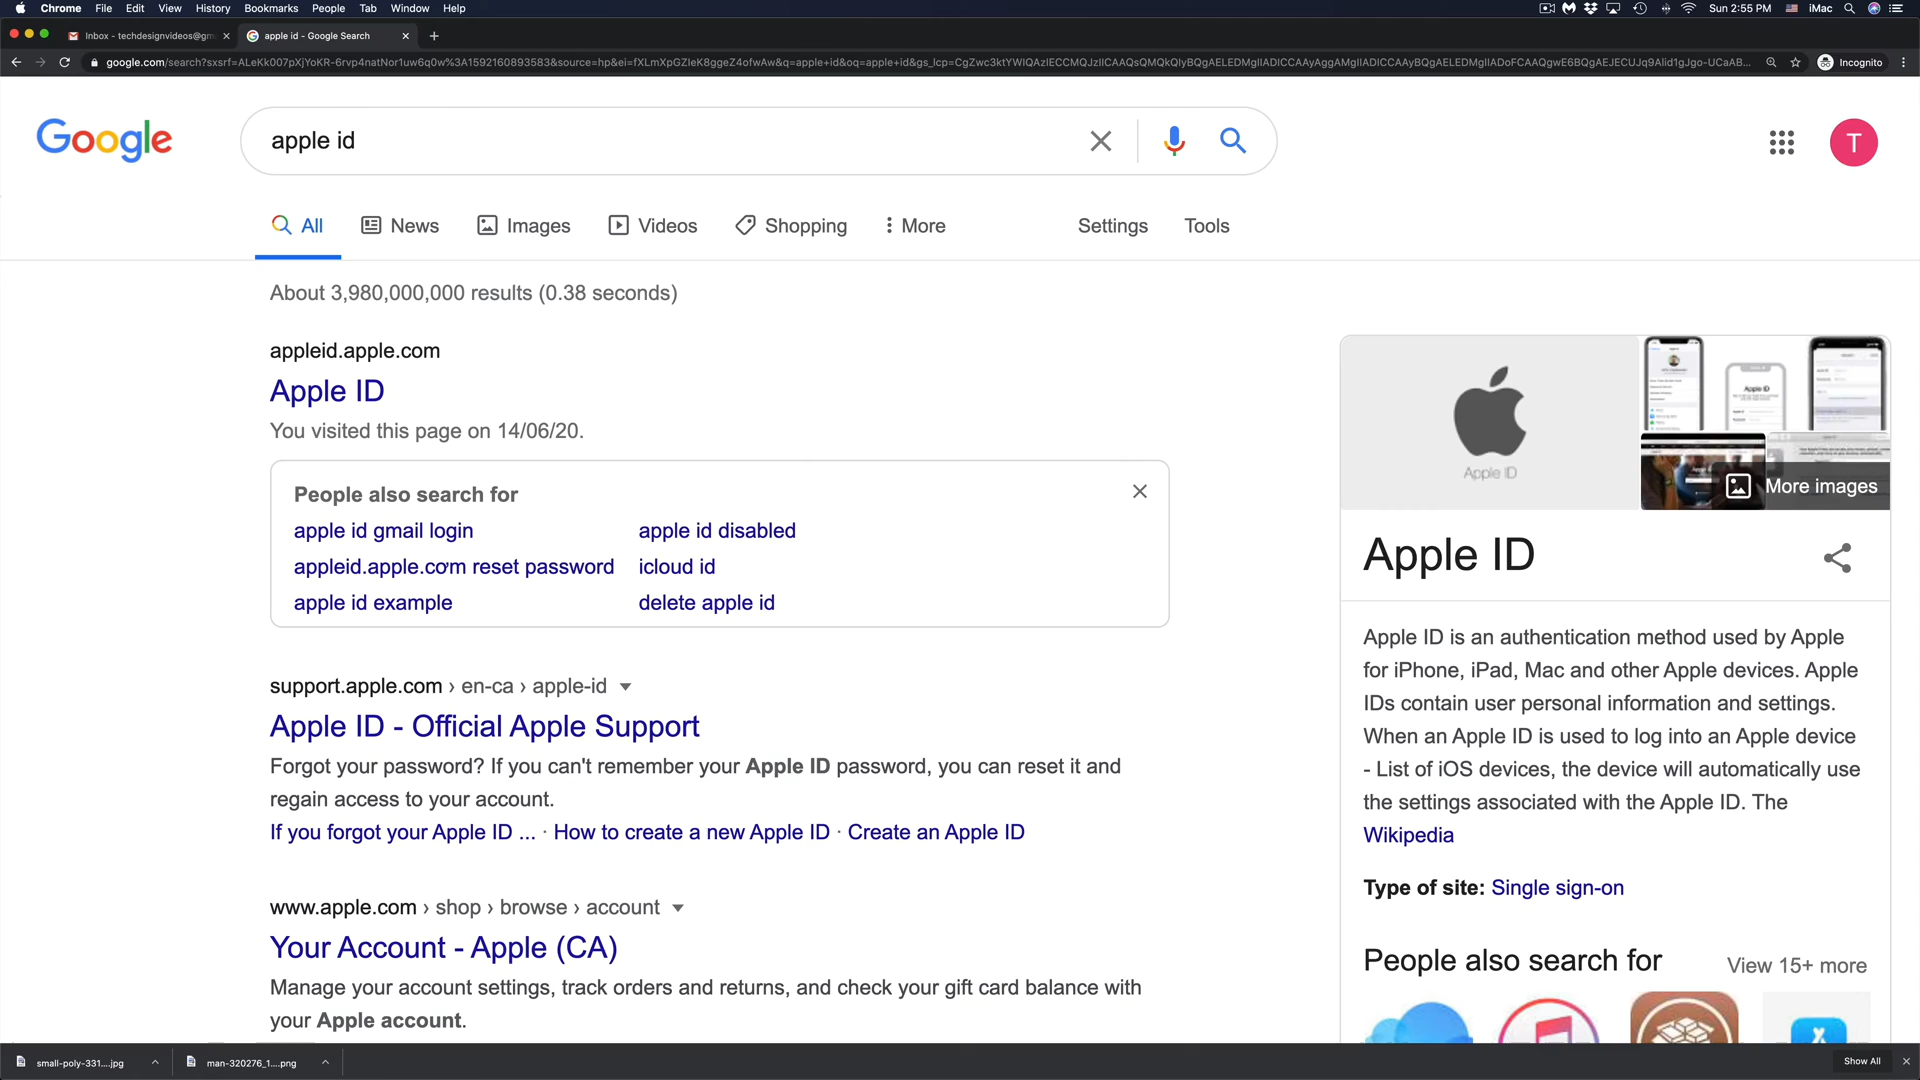 Chrome File Edit View History Bookmarks People Tab Window Help
Sun 2:55 PM iMac
Inbox - techdesignvideos@gm
apple id - Google Search
Incognito
Google
apple id
T
All News Images Videos Shopping More Settings Tools
About 3,980,000,000 results (0.38 seconds)
appleid.apple.com
Apple ID
You visited this page on 14/06/20.
People also search for
apple id gmail login
apple id disabled
appleid.apple.com reset password
icloud id
apple id example
delete apple id
support.apple.com › en-ca › apple-id
Apple ID - Official Apple Support
Forgot your password? If you can't remember your Apple ID password, you can reset it and
regain access to your account.
If you forgot your Apple ID ... · How to create a new Apple ID · Create an Apple ID
www.apple.com › shop › browse › account
Your Account - Apple (CA)
Manage your account settings, track orders and returns, and check your gift card balance with
your Apple account.
Apple ID
More images
Apple ID
Apple ID is an authentication method used by Apple
for iPhone, iPad, Mac and other Apple devices. Apple
IDs contain user personal information and settings.
When an Apple ID is used to log into an Apple device
- List of iOS devices, the device will automatically use
the settings associated with the Apple ID. The
Wikipedia
Type of site: Single sign-on
People also search for
View 15+ more
small-poly-331....jpg
man-320276_1....png
Show All